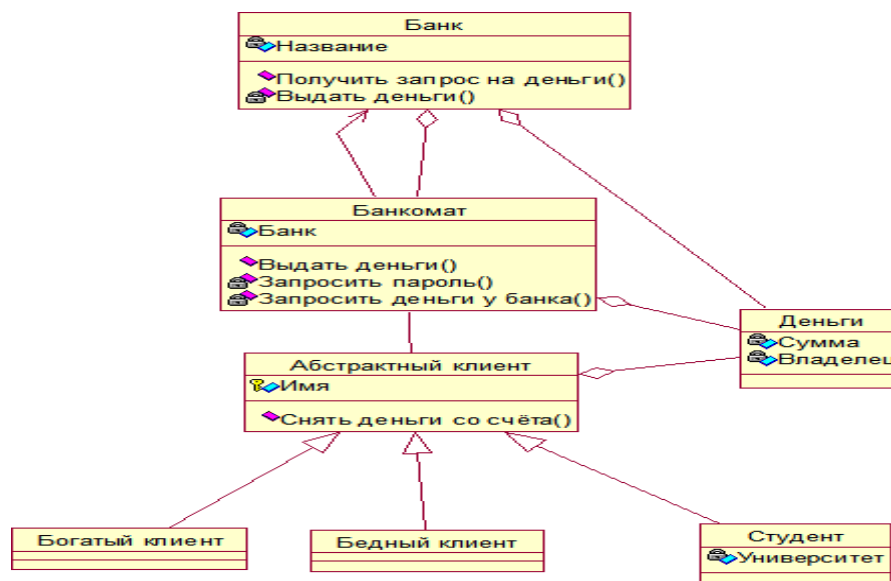 Банк
Название
Получить запрос на деньги()
Выдать деньги()
Банкомат
Банк
Выдать деньги()
Запросить пароль()
Запросить деньги у банка()
Деньги
Сумма
Владелец
Абстрактный клиент
Имя
Снять деньги со счёта()
Богатый клиент
Бедный клиент
Студент
Университет